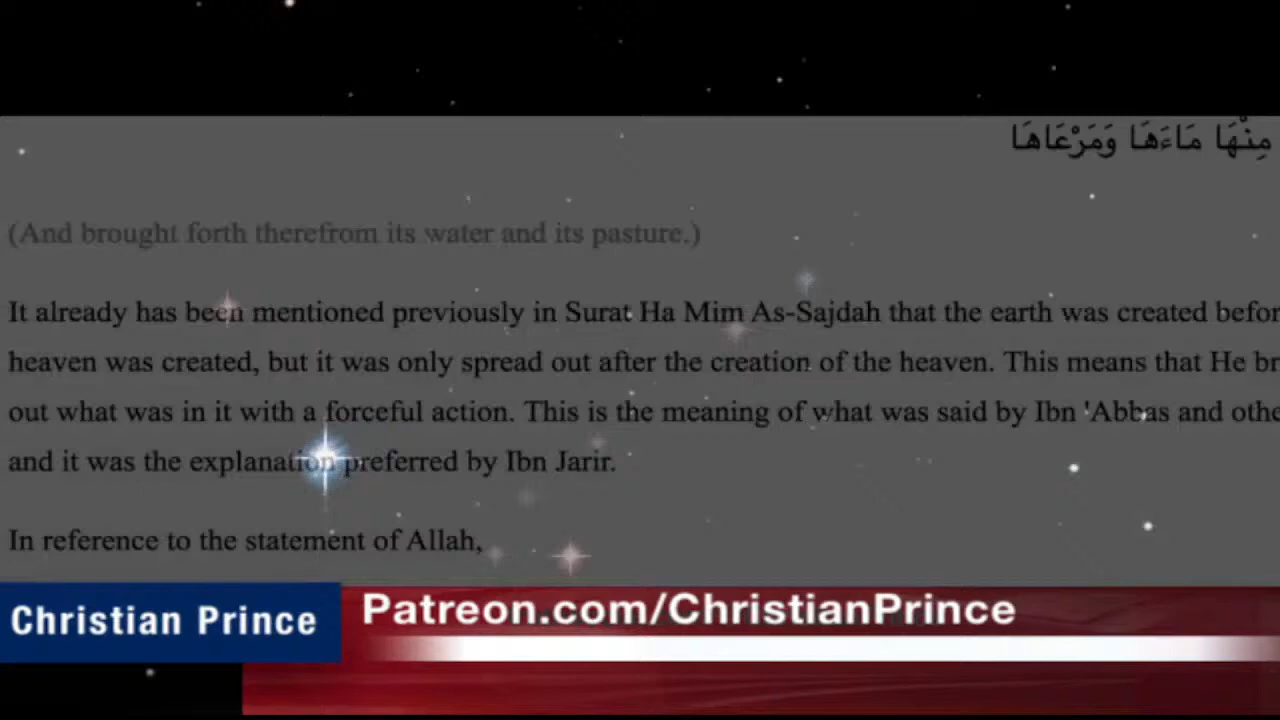 مِنْهَا مَاءَهَا وَمَرْعَاهَا
(And brought forth therefrom its water and its pasture.)
It already has been mentioned previously in Surat Ha Mim As-Sajdah that the earth was created befor
heaven was created, but it was only spread out after the creation of the heaven. This means that He br
out what was in it with a forceful action. This is the meaning of what was said by Ibn 'Abbas and othe
and it was the explanation preferred by Ibn Jarir.
In reference to the statement of Allah,
Christian Prince
Patreon.com/ChristianPrince